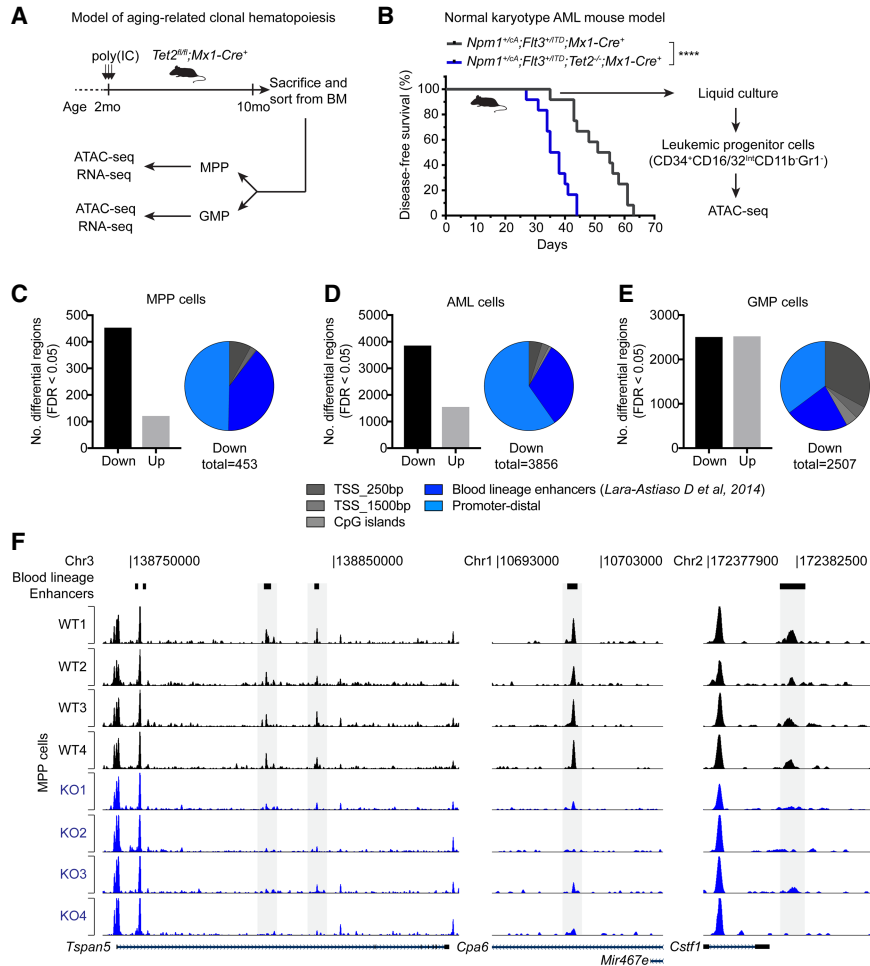 A
Model of aging-related clonal hematopoiesis
poly(IC)
Tet2fl/fl;Mx1-Cre+
Age
2mo
10mo
Sacrifice and
sort from BM
ATAC-seq
RNA-seq
MPP
ATAC-seq
RNA-seq
GMP
B
Normal karyotype AML mouse model
Npm1+/cA;Flt3+/ITD;Mx1-Cre+
Npm1+/cA;Flt3+/ITD;Tet2-/-;Mx1-Cre+
****
Disease-free survival (%)
100
80
60
40
20
0
0 10 20 30 40 50 60 70
Days
Liquid culture
Leukemic progenitor cells
(CD34+CD16/32IntCD11b-Gr1-)
ATAC-seq
C
MPP cells
No. differential regions
(FDR < 0.05)
500
400
300
200
100
0
Down Up
Down
total=453
D
AML cells
No. differential regions
(FDR < 0.05)
5000
4000
3000
2000
1000
0
Down Up
Down
total=3856
E
GMP cells
No. differential regions
(FDR < 0.05)
3000
2000
1000
0
Down Up
Down
total=2507
TSS_250bp
TSS_1500bp
CpG islands
Blood lineage enhancers (Lara-Astiaso D et al, 2014)
Promoter-distal
F
Chr3 |138750000 |138850000 Chr1 |10693000 |10703000 Chr2 |172377900 |172382500
Blood lineage
Enhancers
MPP cells
WT1
WT2
WT3
WT4
KO1
KO2
KO3
KO4
Tspan5 Cpa6 Cstf1
Mir467e